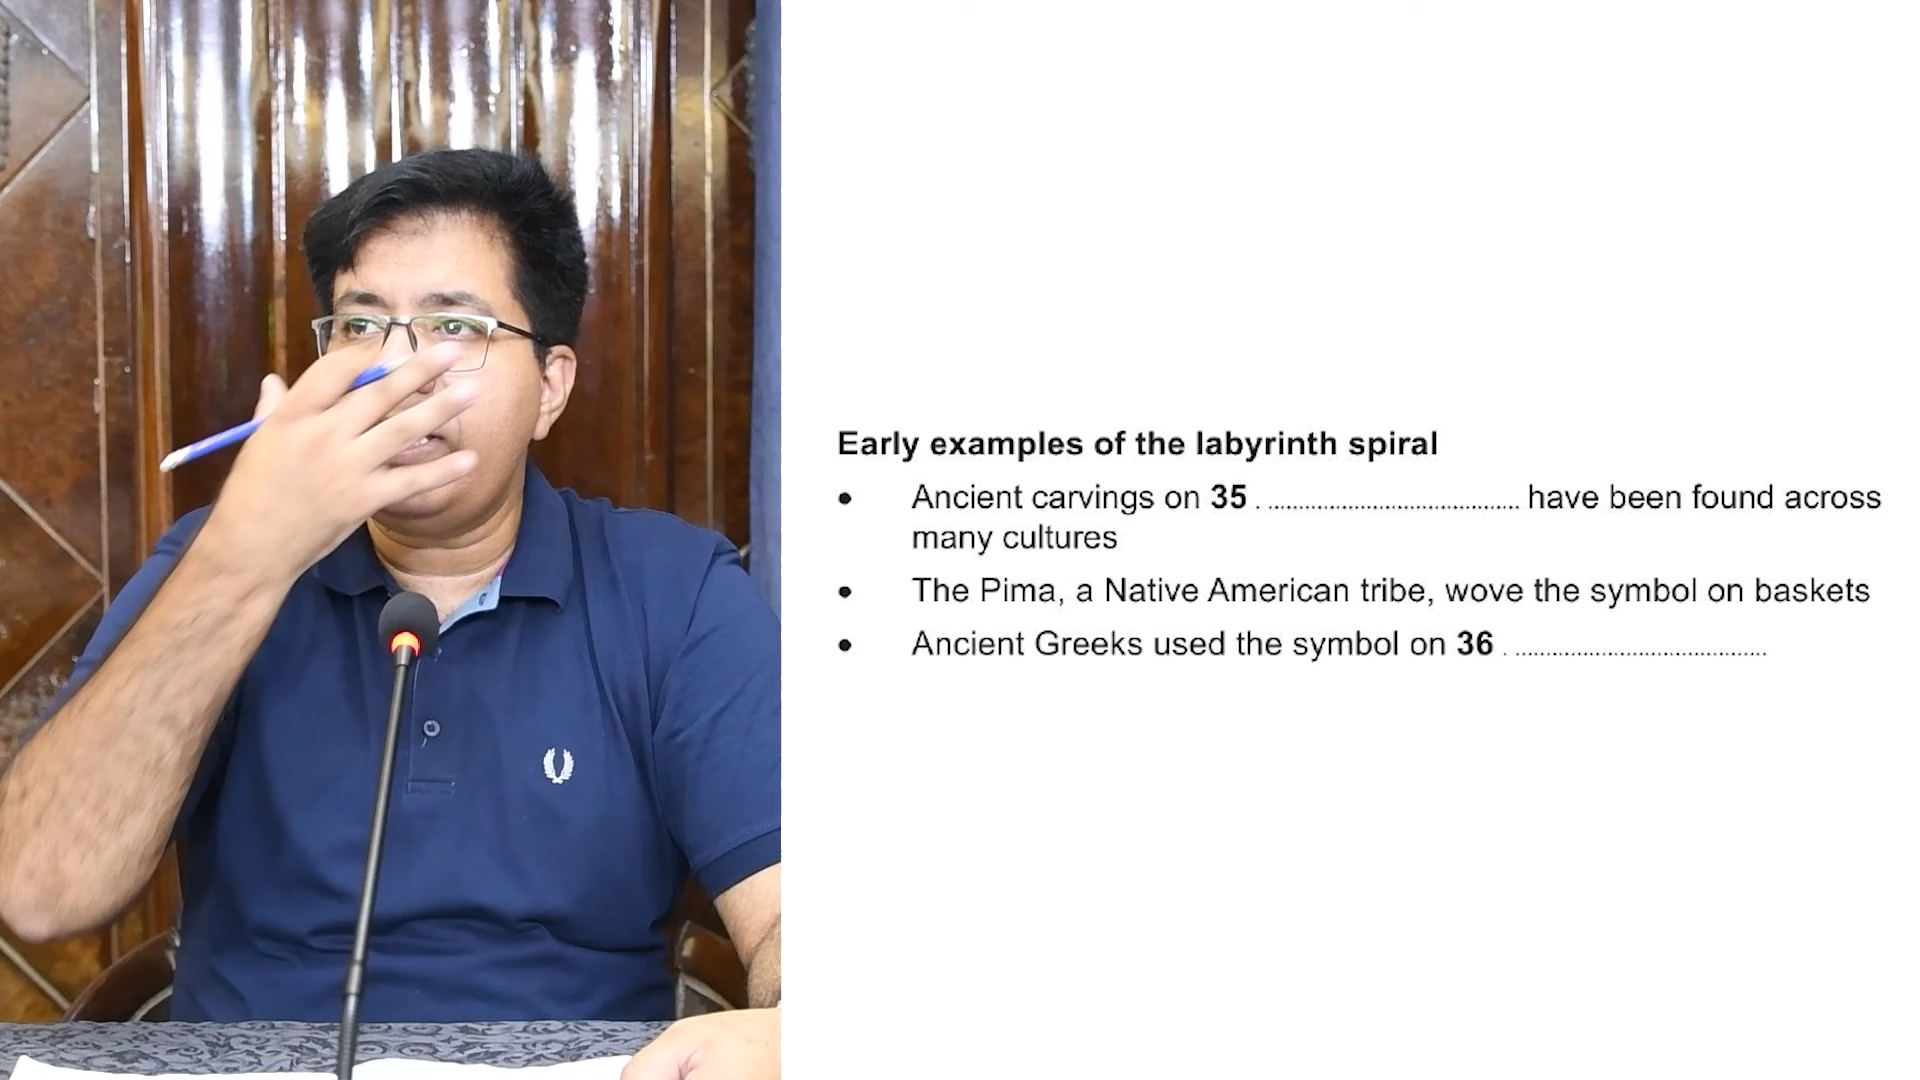 Early examples of the labyrinth spiral
• Ancient carvings on 35 . ........................................ have been found across
many cultures
• The Pima, a Native American tribe, wove the symbol on baskets
• Ancient Greeks used the symbol on 36 . ........................................